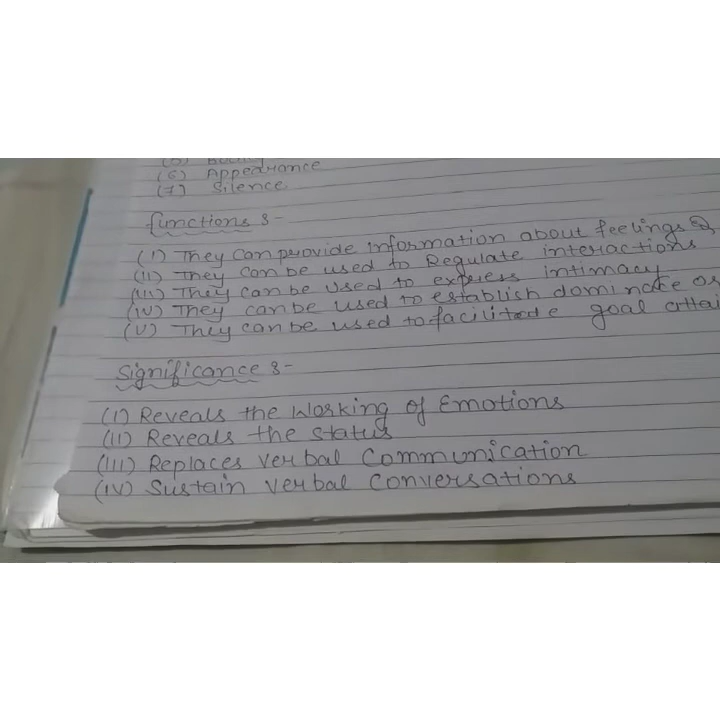 (6) Appearance
(7) Silence
functions :-
(i) They can provide information about feelings &
(ii) They can be used to Regulate interactions
(iii) They can be used to express intimacy
(iv) They can be used to establish dominate or
(v) They can be used to facilitate goal attai
Significance :-
(I) Reveals the Working of Emotions
(II) Reveals the status
(III) Replaces verbal Communication
(IV) Sustain verbal Conversations